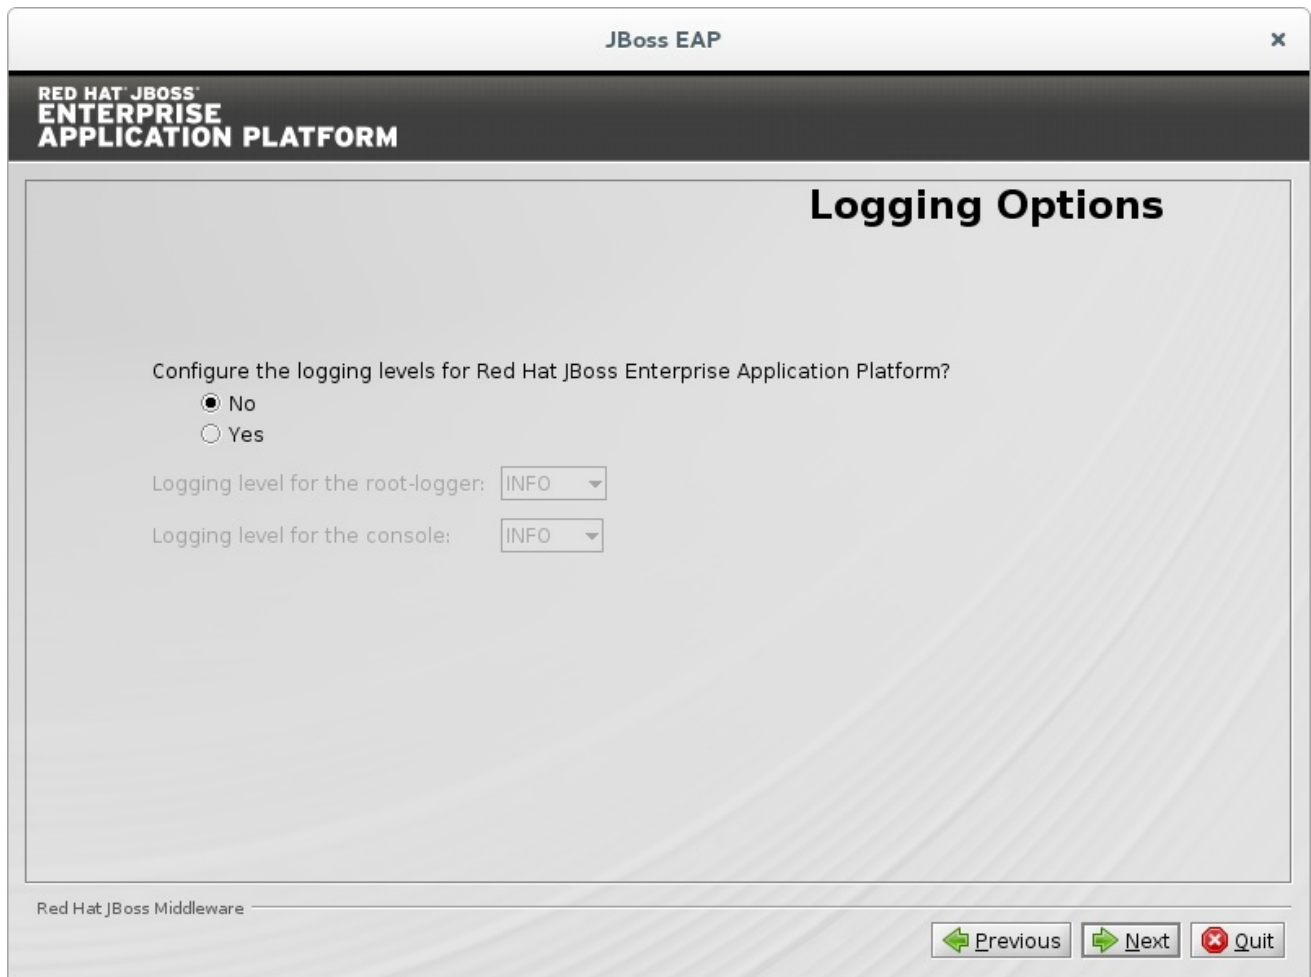 JBoss EAP
RED HAT JBOSS
ENTERPRISE
APPLICATION PLATFORM
Logging Options
Configure the logging levels for Red Hat JBoss Enterprise Application Platform?
No
Yes
Logging level for the root-logger: INFO
Logging level for the console: INFO
Red Hat JBoss Middleware
Previous Next Quit